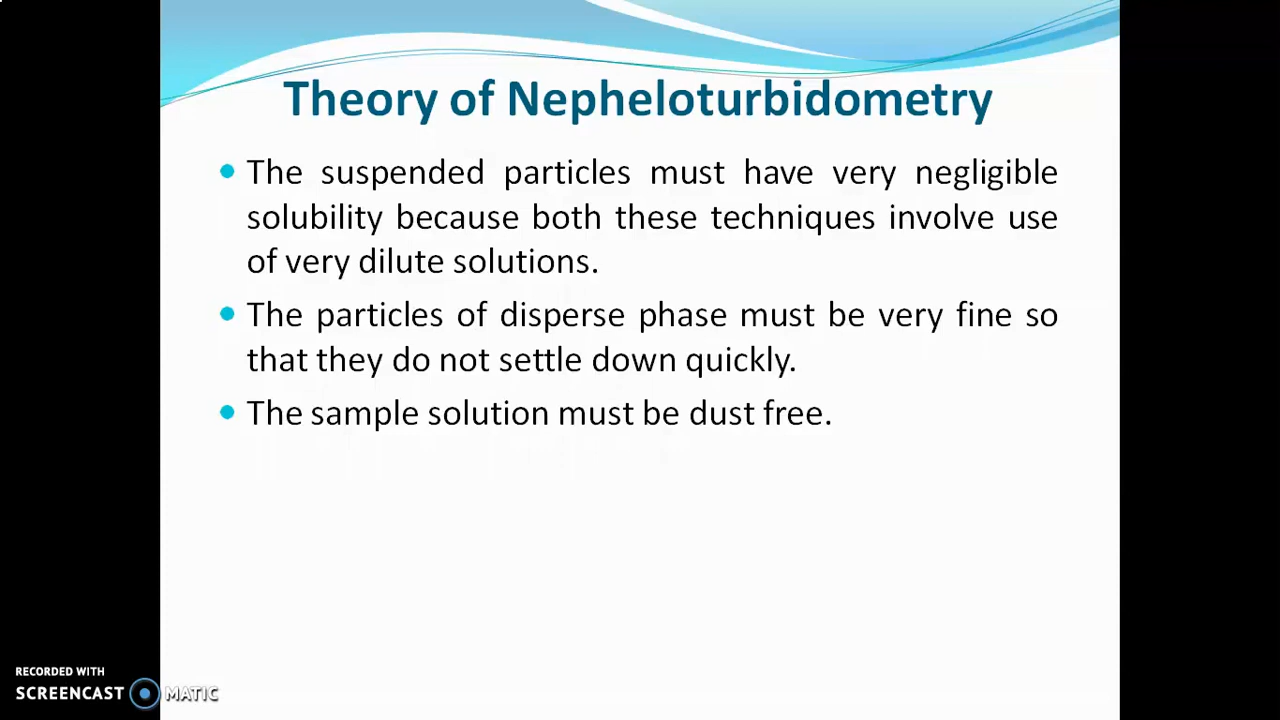 Theory of Nepheloturbidometry
The suspended particles must have very negligible
solubility because both these techniques involve use
of very dilute solutions.
The particles of disperse phase must be very fine so
that they do not settle down quickly.
The sample solution must be dust free.
RECORDED WITH
SCREENCAST MATIC